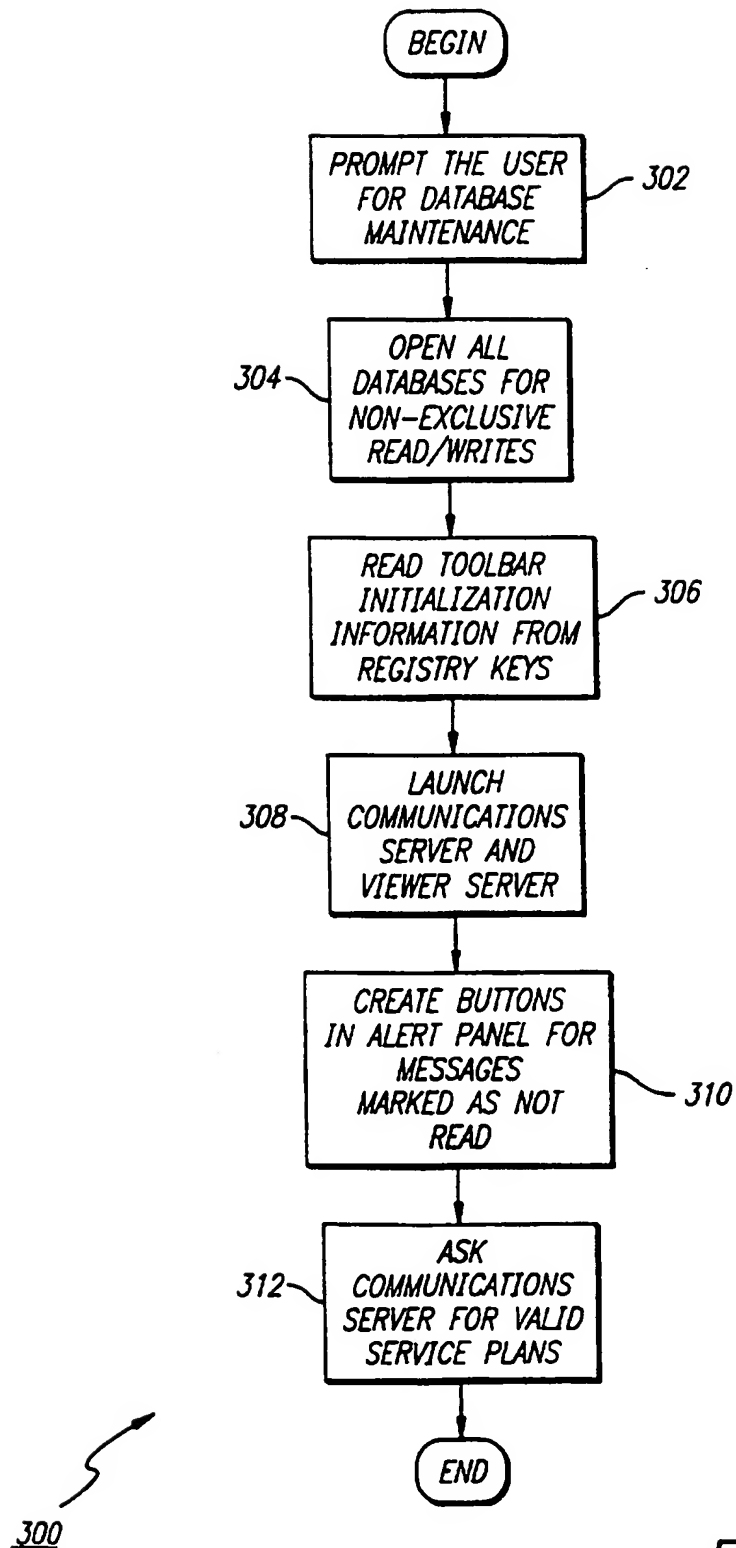 BEGIN
PROMPT THE USER
FOR DATABASE
MAINTENANCE
302
OPEN ALL
DATABASES FOR
NON-EXCLUSIVE
READ/WRITES
304
READ TOOLBAR
INITIALIZATION
INFORMATION FROM
REGISTRY KEYS
306
LAUNCH
COMMUNICATIONS
SERVER AND
VIEWER SERVER
308
CREATE BUTTONS
IN ALERT PANEL FOR
MESSAGES
MARKED AS NOT
READ
310
ASK
COMMUNICATIONS
SERVER FOR VALID
SERVICE PLANS
312
END
300